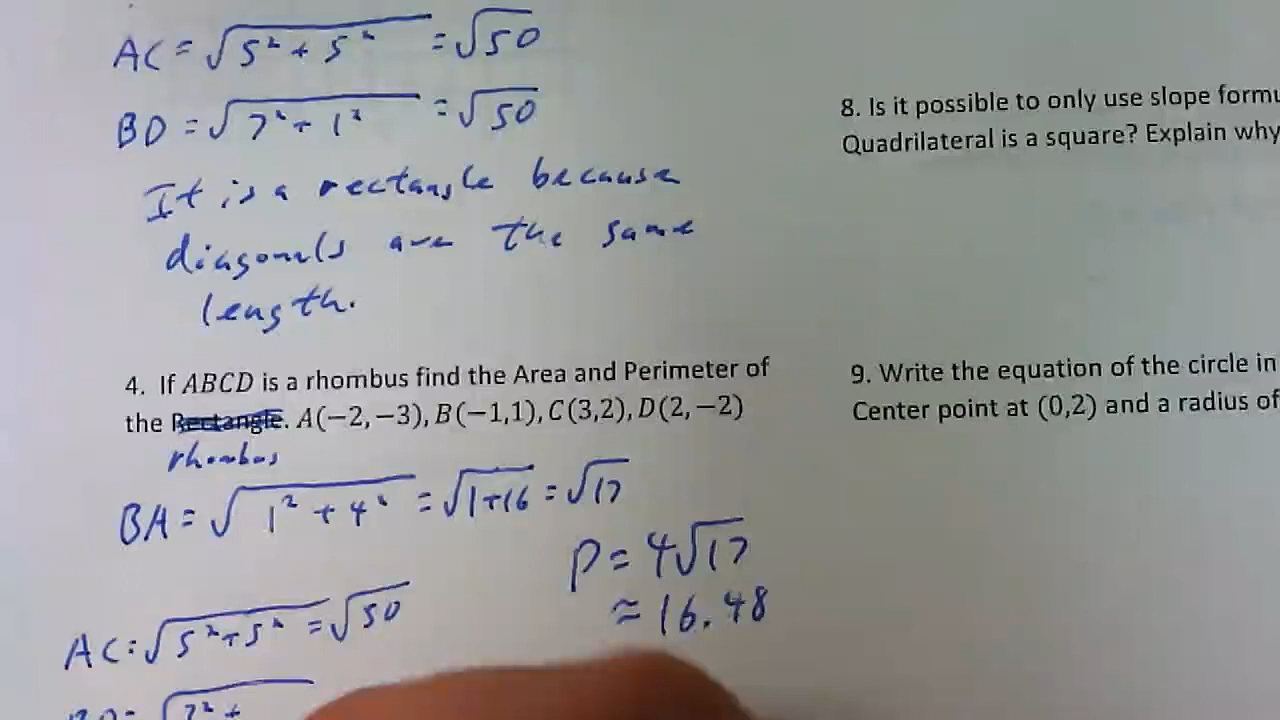 AC = √5² + 5² = √50
BD = √7² + 1² = √50
It is a rectangle because
diagonals are the same
length.
4. If ABCD is a rhombus find the Area and Perimeter of
the Rectangle. A(−2,−3), B(−1,1), C(3,2), D(2,−2)
rhombus
BA = √1² + 4² = √1+16 = √17
P = 4√17
≈ 16.48
AC = √5² + 5² = √50
BD = √7² +
8. Is it possible to only use slope formu
Quadrilateral is a square? Explain why
9. Write the equation of the circle in
Center point at (0,2) and a radius of